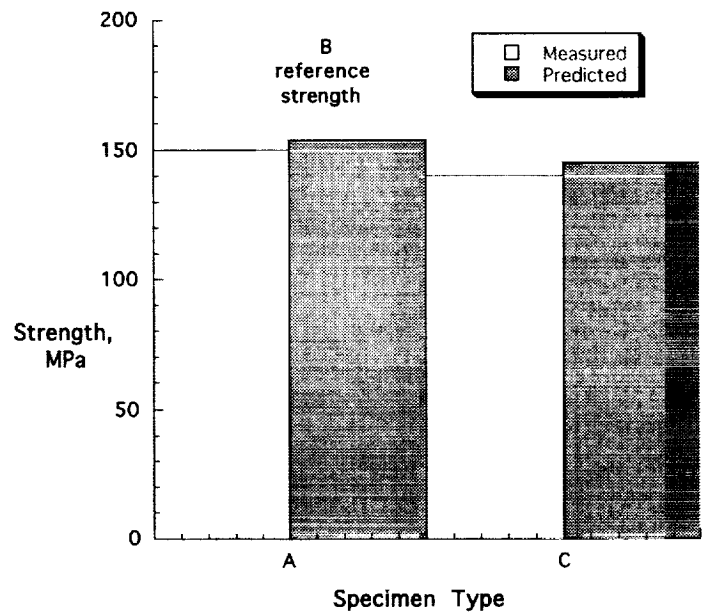 200
B
reference
strength
Measured
Predicted
150
100
Strength,
MPa
50
0
A
C
Specimen Type